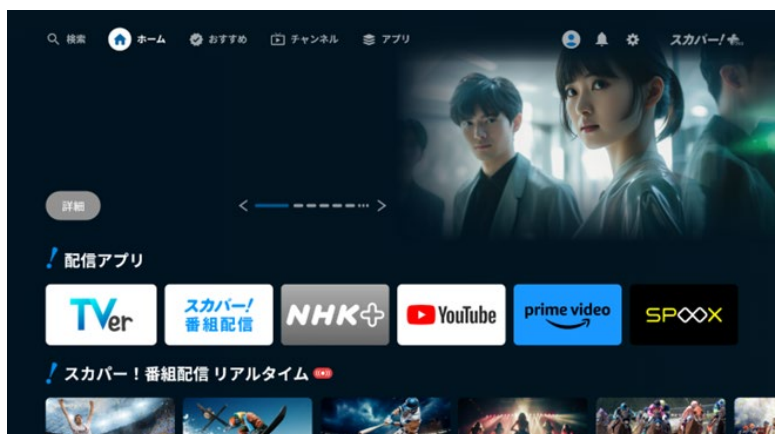 検索 ホーム おすすめ チャンネル アプリ スカパー!+
詳細
配信アプリ
TVer スカパー! 番組配信 NHK+ YouTube prime video SPOOX
スカパー！番組配信 リアルタイム